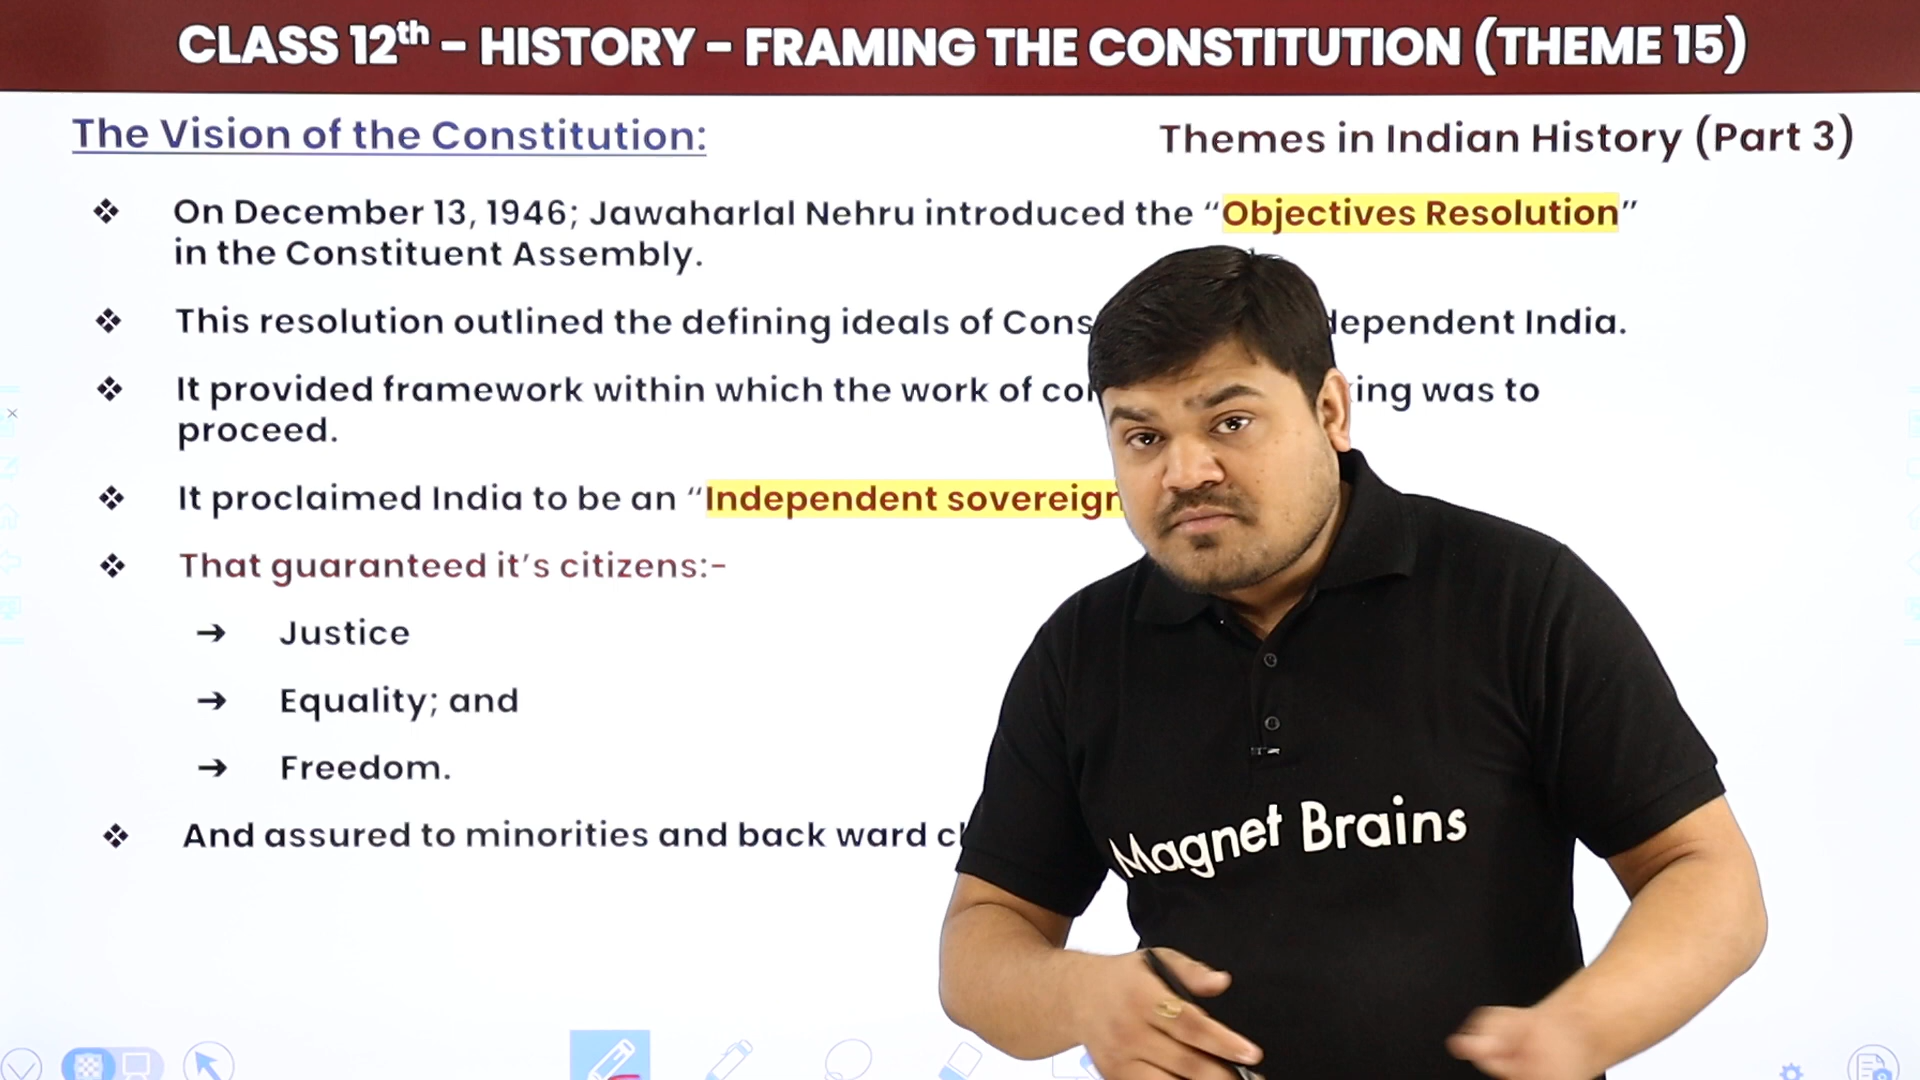 CLASS 12th - HISTORY - FRAMING THE CONSTITUTION (THEME 15)
The Vision of the Constitution:
Themes in Indian History (Part 3)
❖ On December 13, 1946; Jawaharlal Nehru introduced the “Objectives Resolution”
in the Constituent Assembly.
❖ This resolution outlined the defining ideals of dependent India.
❖ It provided framework within which the work of was to
proceed.
❖ It proclaimed India to be an “Independent sovereign
❖ That guaranteed it’s citizens:-
→ Justice
→ Equality; and
→ Freedom.
❖ And assured to minorities and back ward
Magnet Brains